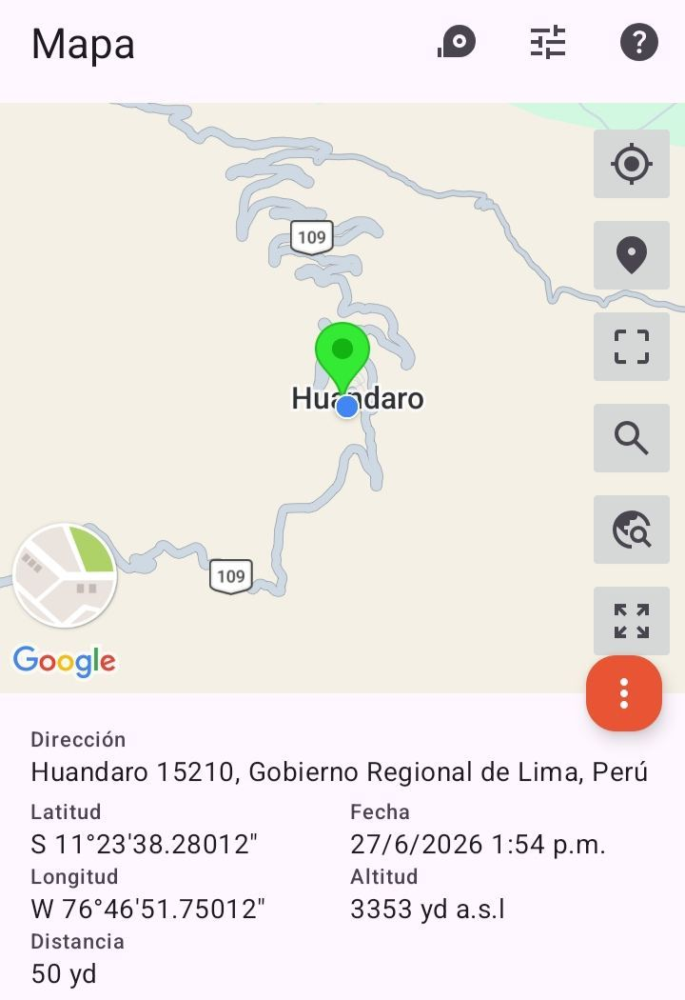 Mapa
109
Huandaro
109
Google
Dirección
Huandaro 15210, Gobierno Regional de Lima, Perú
Latitud
S 11°23'38.28012"
Fecha
27/6/2026 1:54 p.m.
Longitud
W 76°46'51.75012"
Altitud
3353 yd a.s.l
Distancia
50 yd